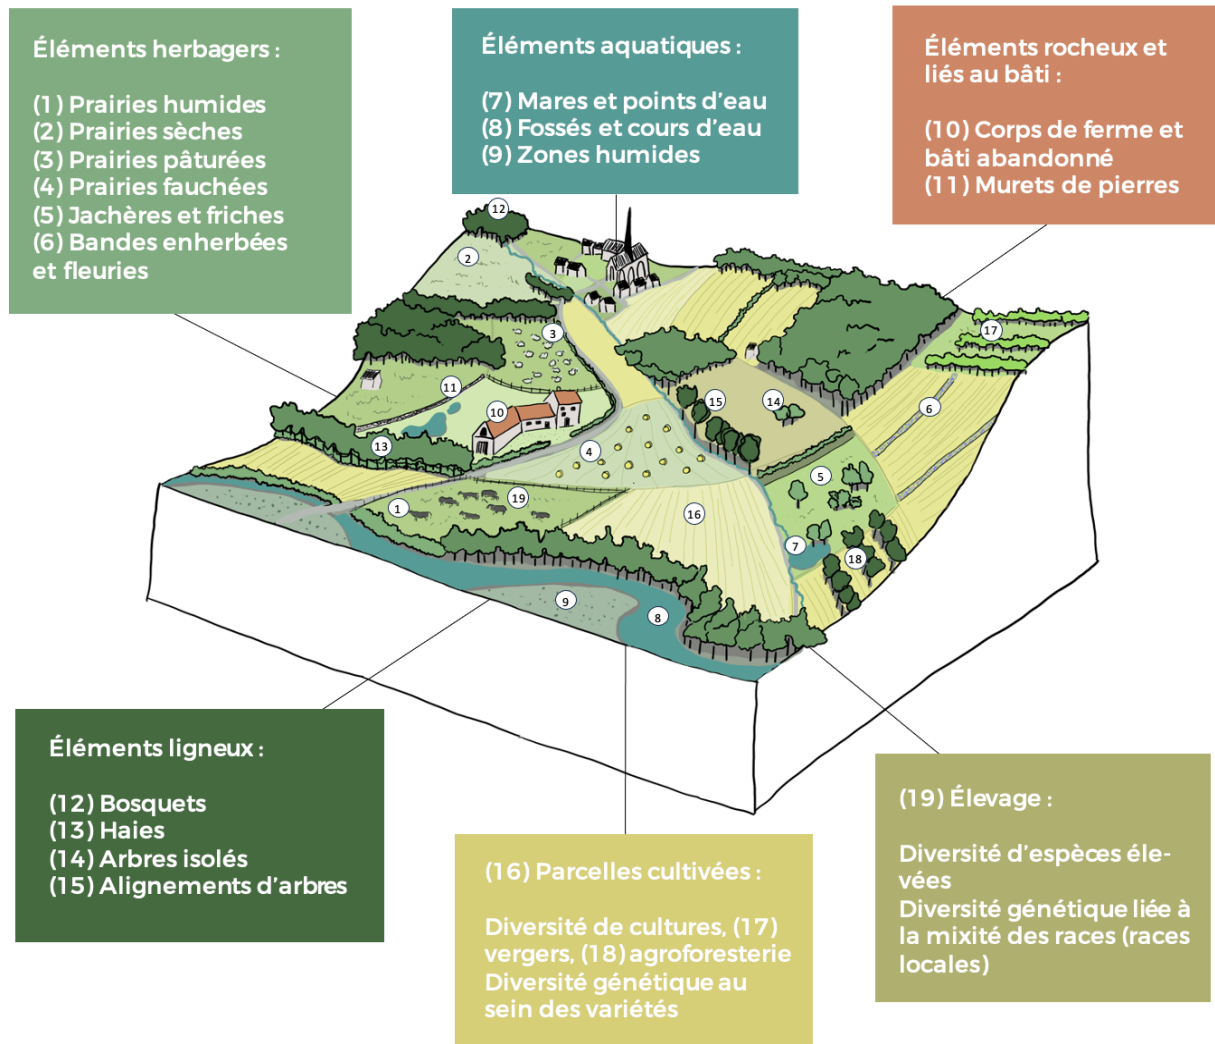 Éléments herbagers :
(1) Prairies humides
(2) Prairies sèches
(3) Prairies pâturées
(4) Prairies fauchées
(5) Jachères et friches
(6) Bandes enherbées
et fleuries
Éléments aquatiques :
(7) Mares et points d’eau
(8) Fossés et cours d’eau
(9) Zones humides
Éléments rocheux et
liés au bâti :
(10) Corps de ferme et
bâti abandonné
(11) Murets de pierres
12
2
3
17
11
15
14
6
10
13
4
5
19
1
16
7
18
9
8
Éléments ligneux :
(12) Bosquets
(13) Haies
(14) Arbres isolés
(15) Alignements d’arbres
(16) Parcelles cultivées :
Diversité de cultures, (17)
vergers, (18) agroforesterie
Diversité génétique au
sein des variétés
(19) Élevage :
Diversité d’espèces éle-
vées
Diversité génétique liée à
la mixité des races (races
locales)